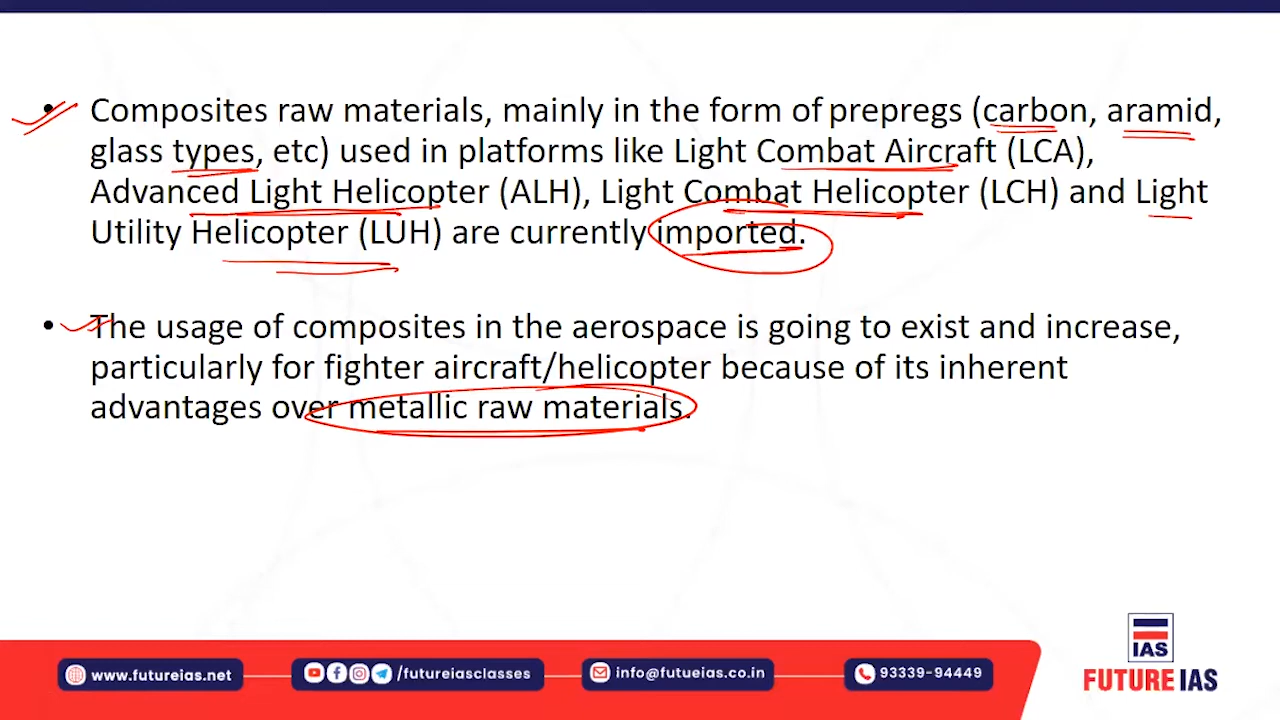 • Composites raw materials, mainly in the form of prepregs (carbon, aramid,
glass types, etc) used in platforms like Light Combat Aircraft (LCA),
Advanced Light Helicopter (ALH), Light Combat Helicopter (LCH) and Light
Utility Helicopter (LUH) are currently imported.
• The usage of composites in the aerospace is going to exist and increase,
particularly for fighter aircraft/helicopter because of its inherent
advantages over metallic raw materials.
IAS
FUTURE IAS
www.futureias.net
/futureiasclasses
info@futueias.co.in
93339-94449